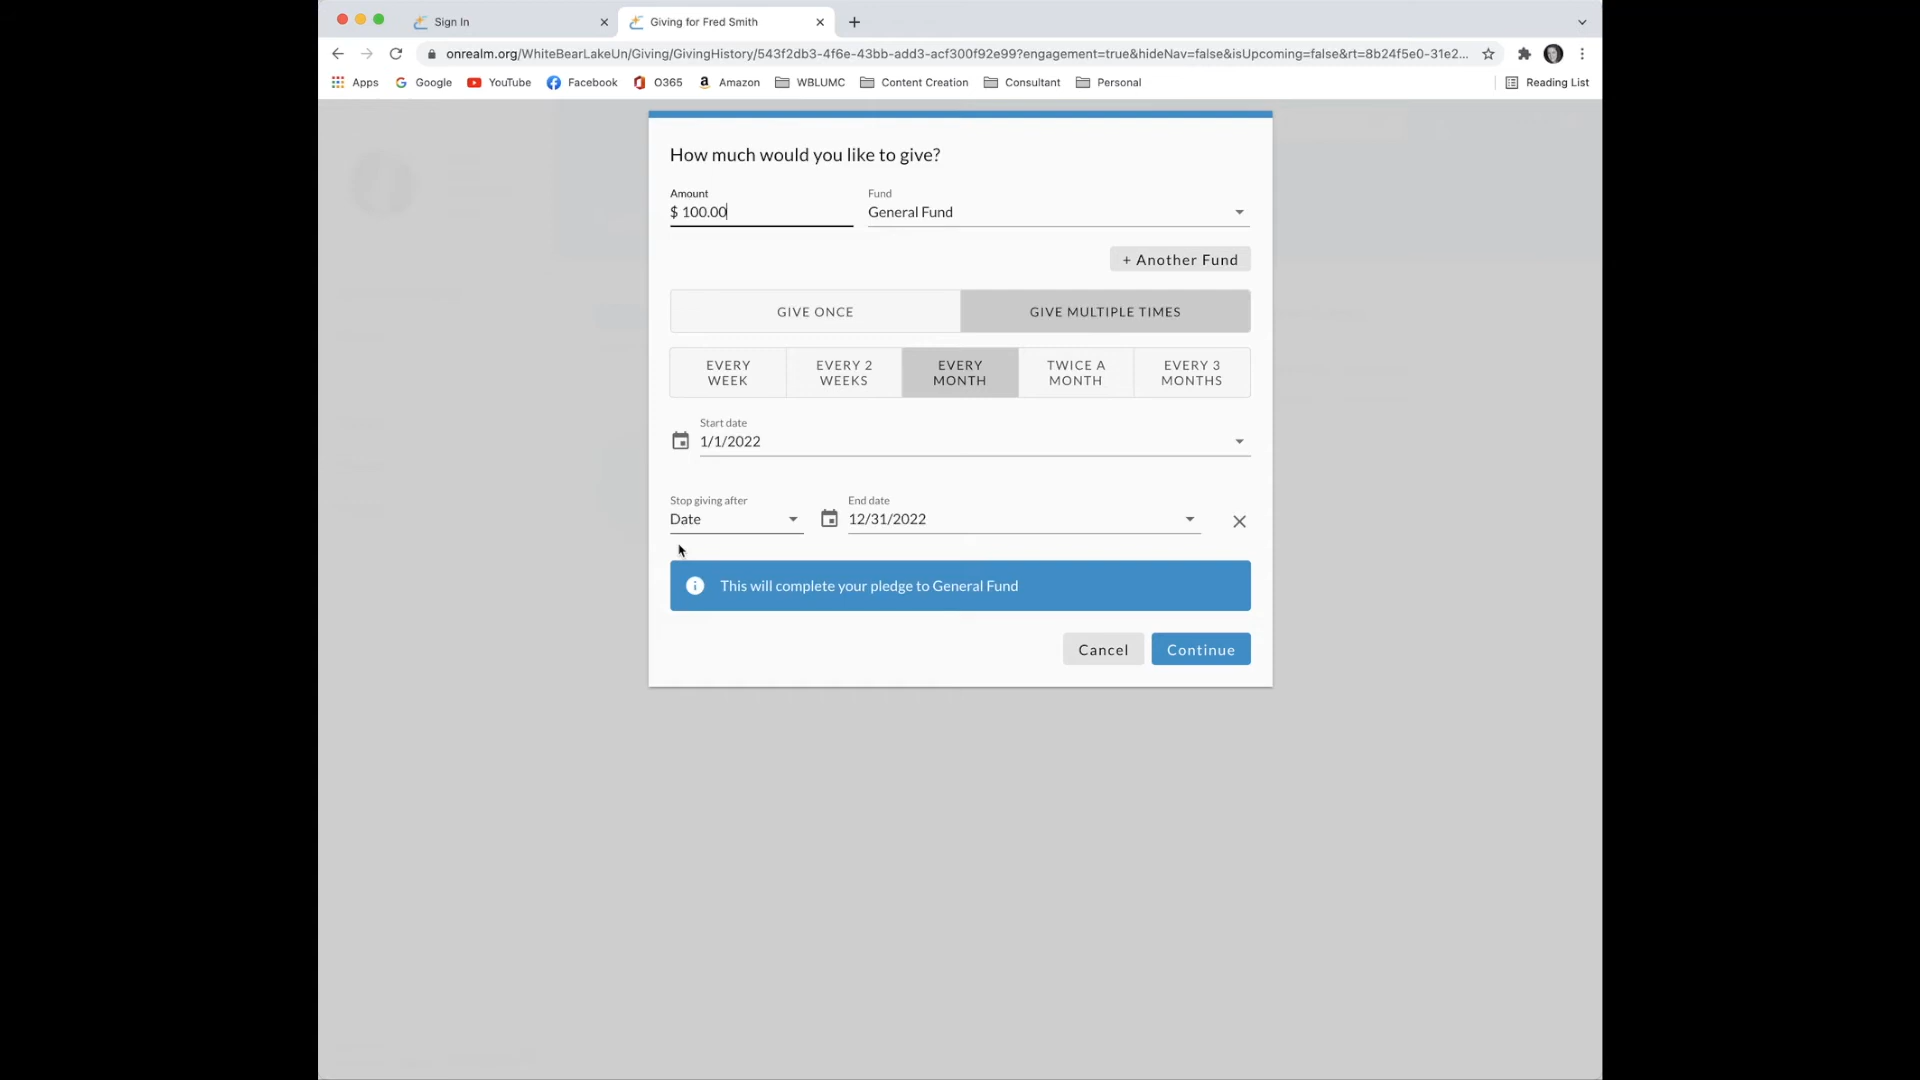 Sign In
Giving for Fred Smith
onrealm.org/WhiteBearLakeUn/Giving/GivingHistory/543f2db3-4f6e-43bb-add3-acf300f92e99?engagement=true&hideNav=false&isUpcoming=false&rt=8b24f5e0-31e2...
Apps Google YouTube Facebook O365 Amazon WBLUMC Content Creation Consultant Personal Reading List
How much would you like to give?
Amount Fund
$ 100.00 General Fund
+ Another Fund
GIVE ONCE GIVE MULTIPLE TIMES
EVERY WEEK EVERY 2 WEEKS EVERY MONTH TWICE A MONTH EVERY 3 MONTHS
Start date
1/1/2022
Stop giving after End date
Date 12/31/2022
This will complete your pledge to General Fund
Cancel Continue